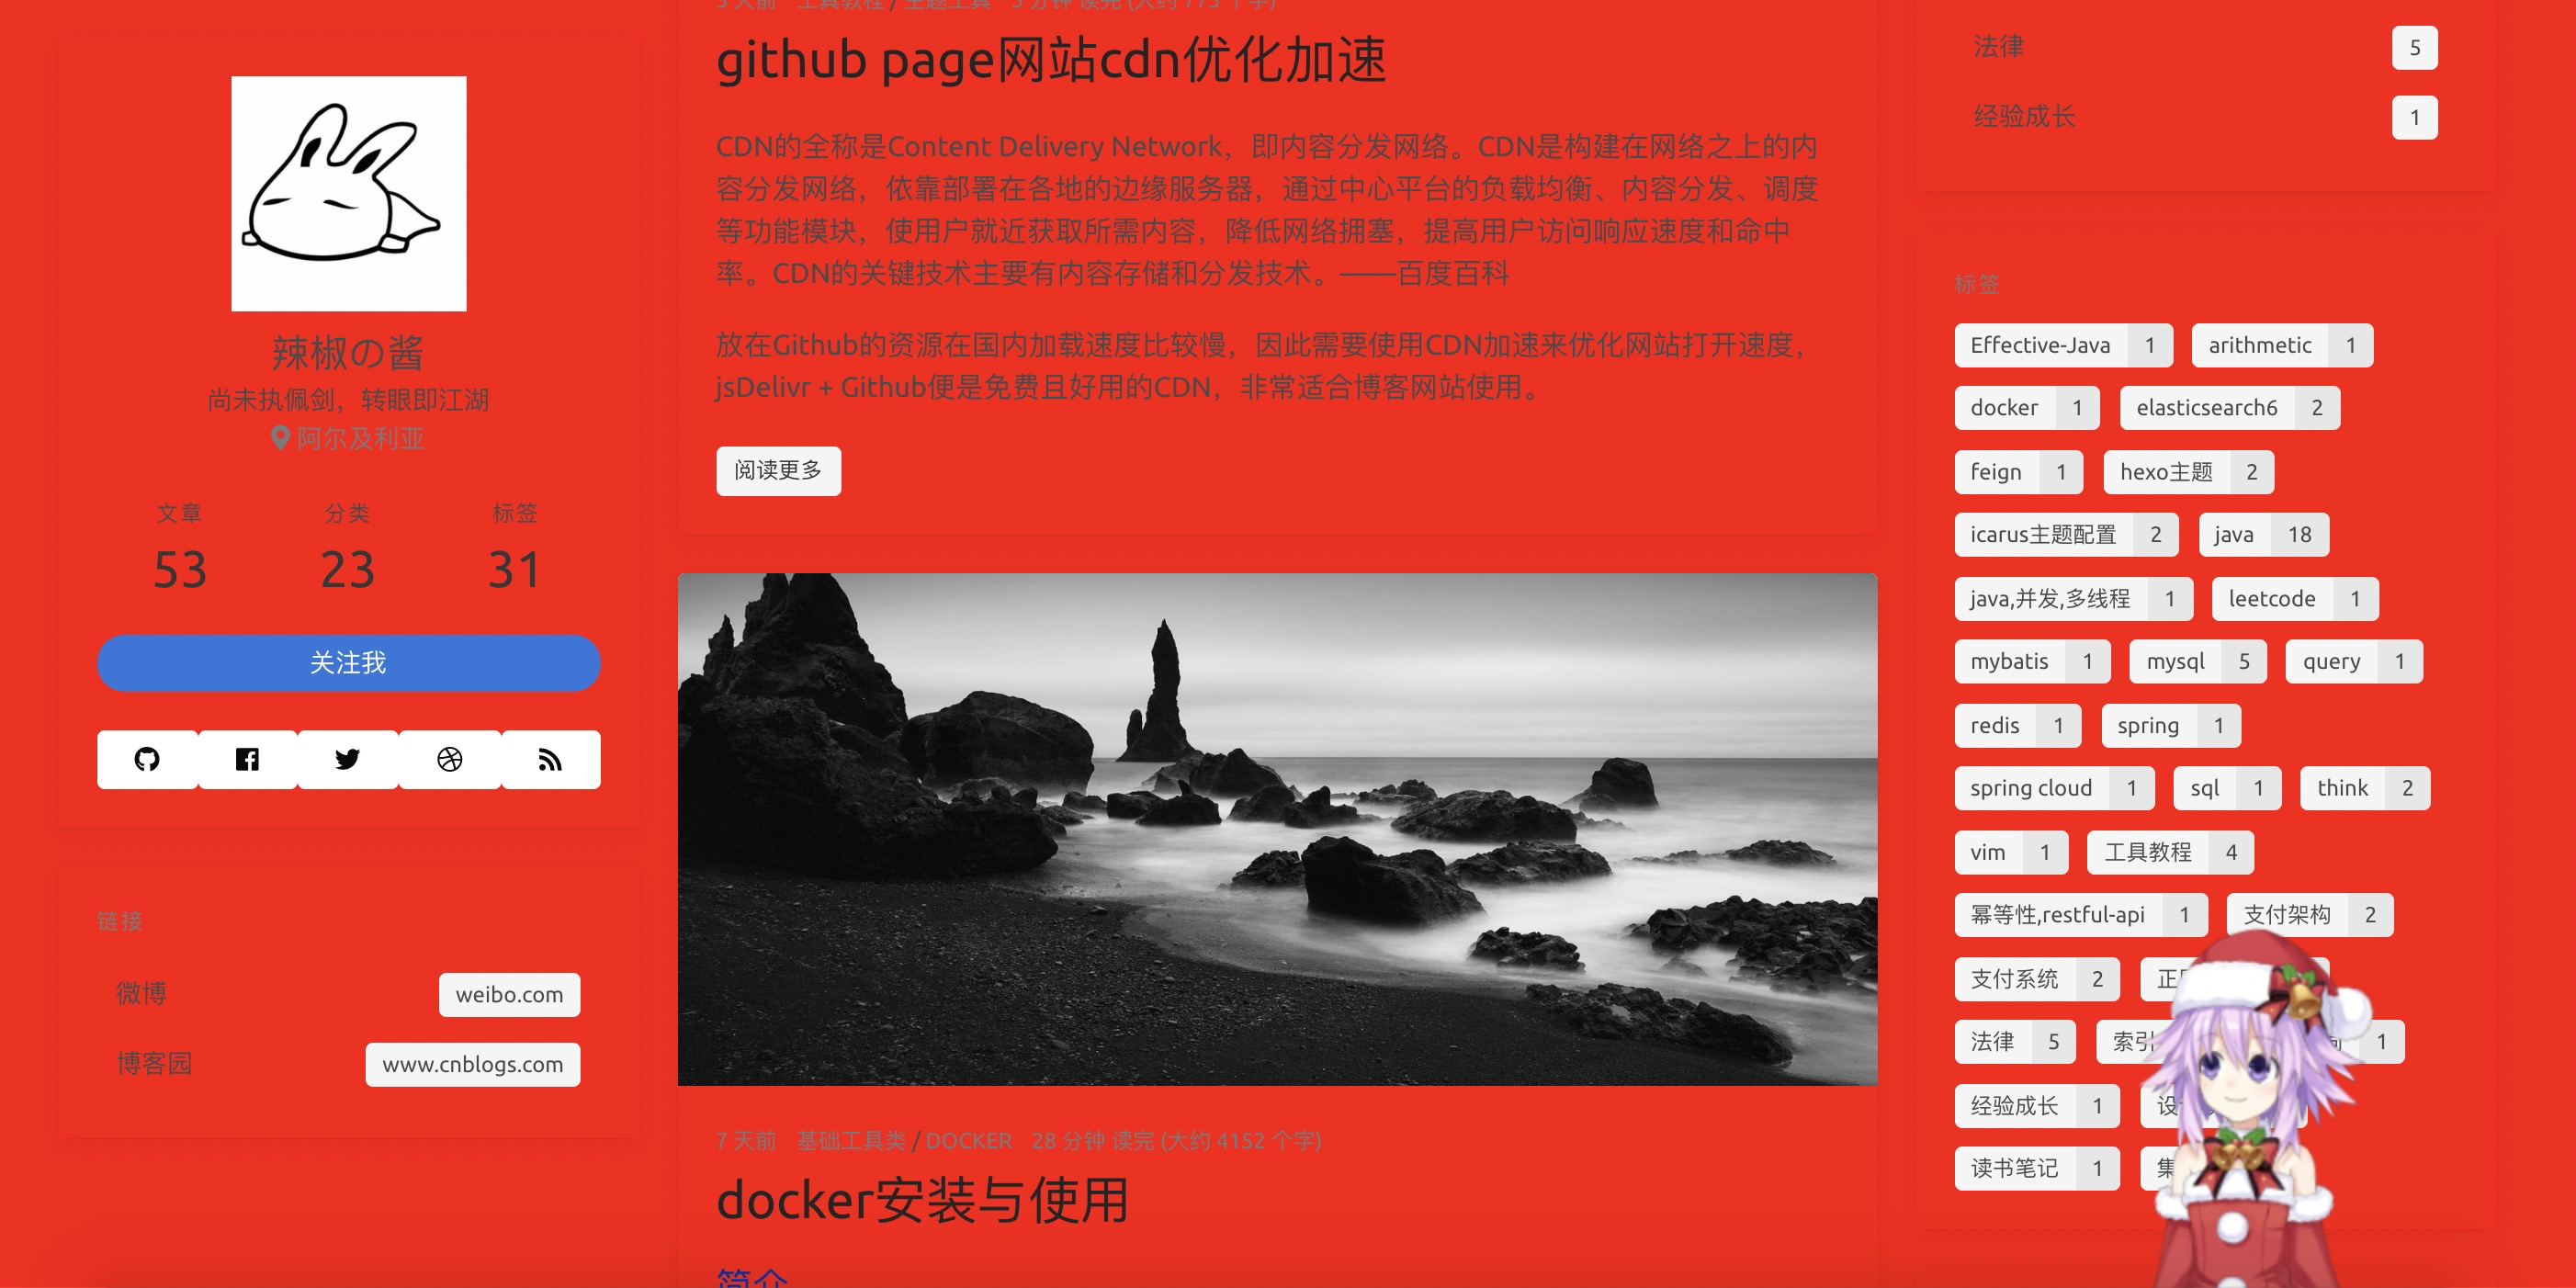 辣椒の酱
尚未执佩剑，转眼即江湖
阿尔及利亚
文章 分类 标签
53 23 31
关注我
链接
微博 weibo.com
博客园 www.cnblogs.com
5 天前 工具教程 / 主题工具 5 分钟 读完 (大约 775 个字)
github page网站cdn优化加速
CDN的全称是Content Delivery Network，即内容分发网络。CDN是构建在网络之上的内
容分发网络，依靠部署在各地的边缘服务器，通过中心平台的负载均衡、内容分发、调度
等功能模块，使用户就近获取所需内容，降低网络拥塞，提高用户访问响应速度和命中
率。CDN的关键技术主要有内容存储和分发技术。——百度百科
放在Github的资源在国内加载速度比较慢，因此需要使用CDN加速来优化网站打开速度，
jsDelivr + Github便是免费且好用的CDN，非常适合博客网站使用。
阅读更多
7 天前 基础工具类 / DOCKER 28 分钟 读完 (大约 4152 个字)
docker安装与使用
简介
法律 5
经验成长 1
标签
Effective-Java 1 arithmetic 1
docker 1 elasticsearch6 2
feign 1 hexo主题 2
icarus主题配置 2 java 18
java,并发,多线程 1 leetcode 1
mybatis 1 mysql 5 query 1
redis 1 spring 1
spring cloud 1 sql 1 think 2
vim 1 工具教程 4
幂等性,restful-api 1 支付架构 2
支付系统 2
法律 5 索引 1
经验成长 1
读书笔记 1